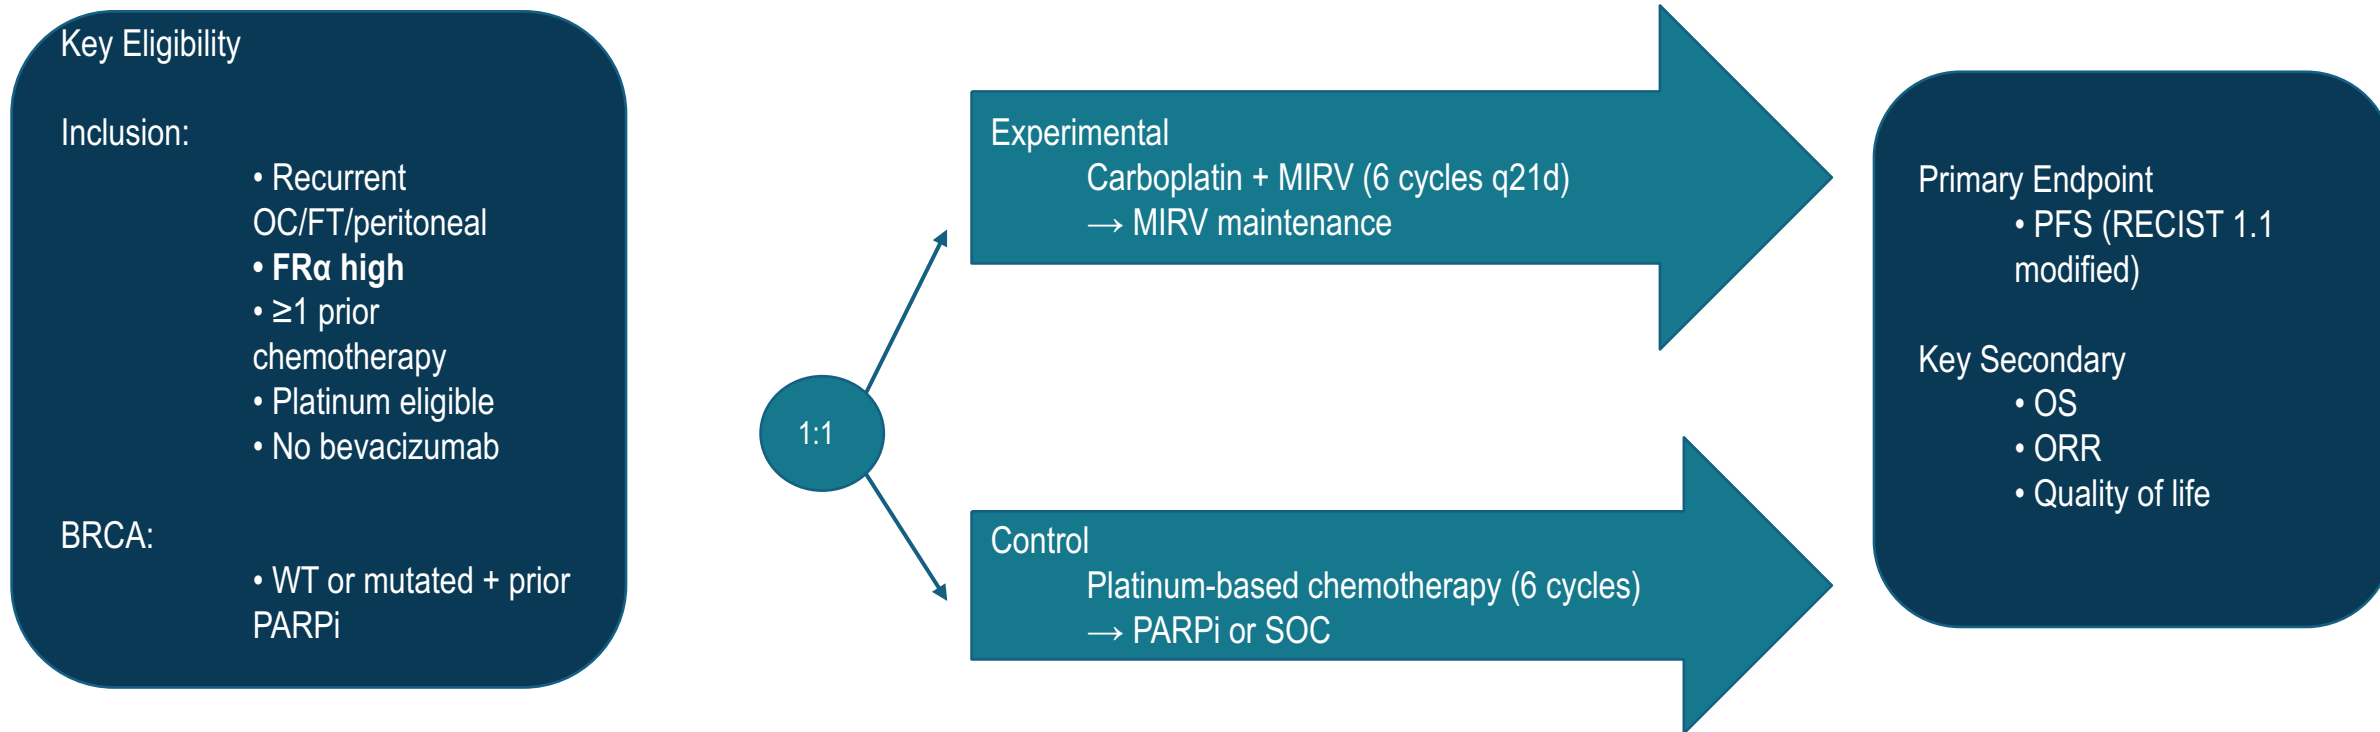 Key Eligibility
Inclusion:
• Recurrent
OC/FT/peritoneal
• FRα high
• ≥1 prior
chemotherapy
• Platinum eligible
• No bevacizumab
BRCA:
• WT or mutated + prior
PARPi
1:1
Experimental
Carboplatin + MIRV (6 cycles q21d)
→ MIRV maintenance
Control
Platinum-based chemotherapy (6 cycles)
→ PARPi or SOC
Primary Endpoint
• PFS (RECIST 1.1
modified)
Key Secondary
• OS
• ORR
• Quality of life